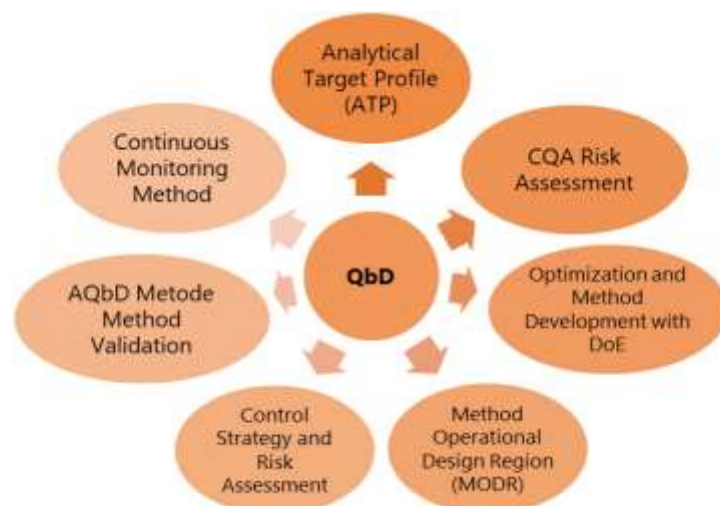 Analytical
Target Profile
(ATP)
CQA Risk
Assessment
Optimization and
Method
Development with
DoE
Method
Operational
Design Region
(MODR)
Control
Strategy and
Risk
Assessment
AQbD Metode
Method
Validation
Continuous
Monitoring
Method
QbD